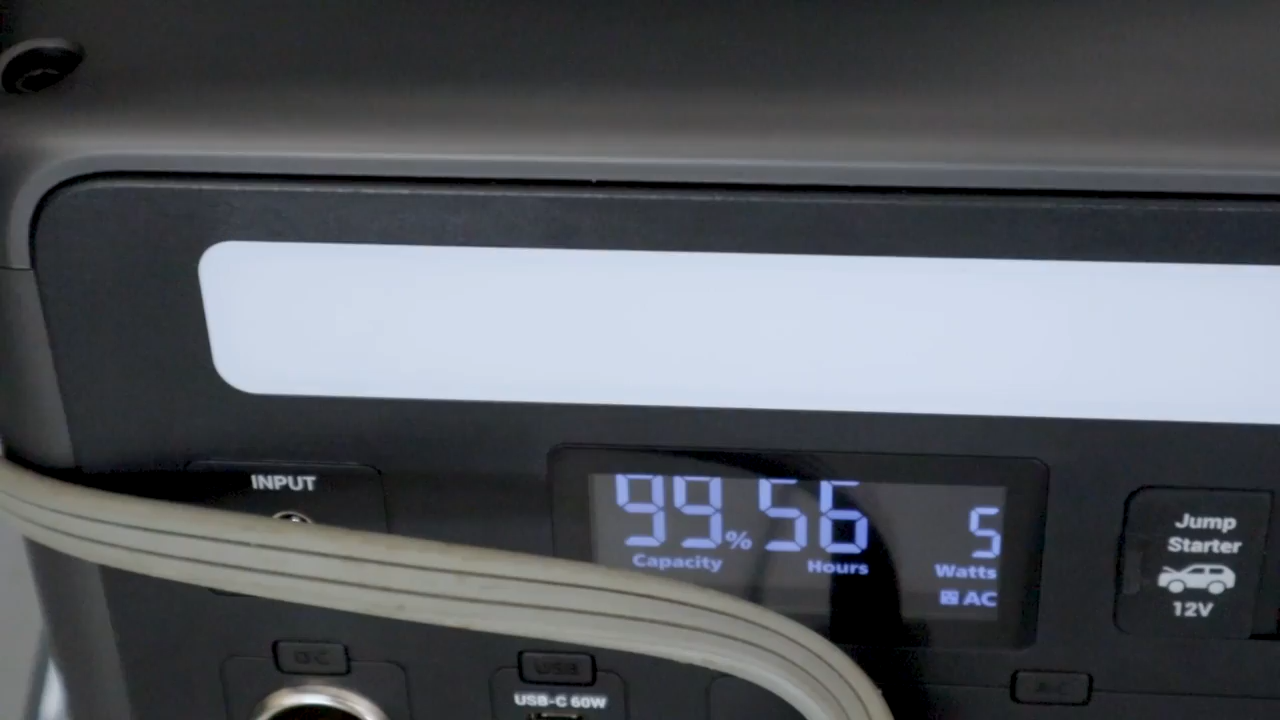 INPUT
99% 56 5
Capacity Hours Watts
AC
Jump
Starter
12V
DC
USB
AC
USB-C 60W